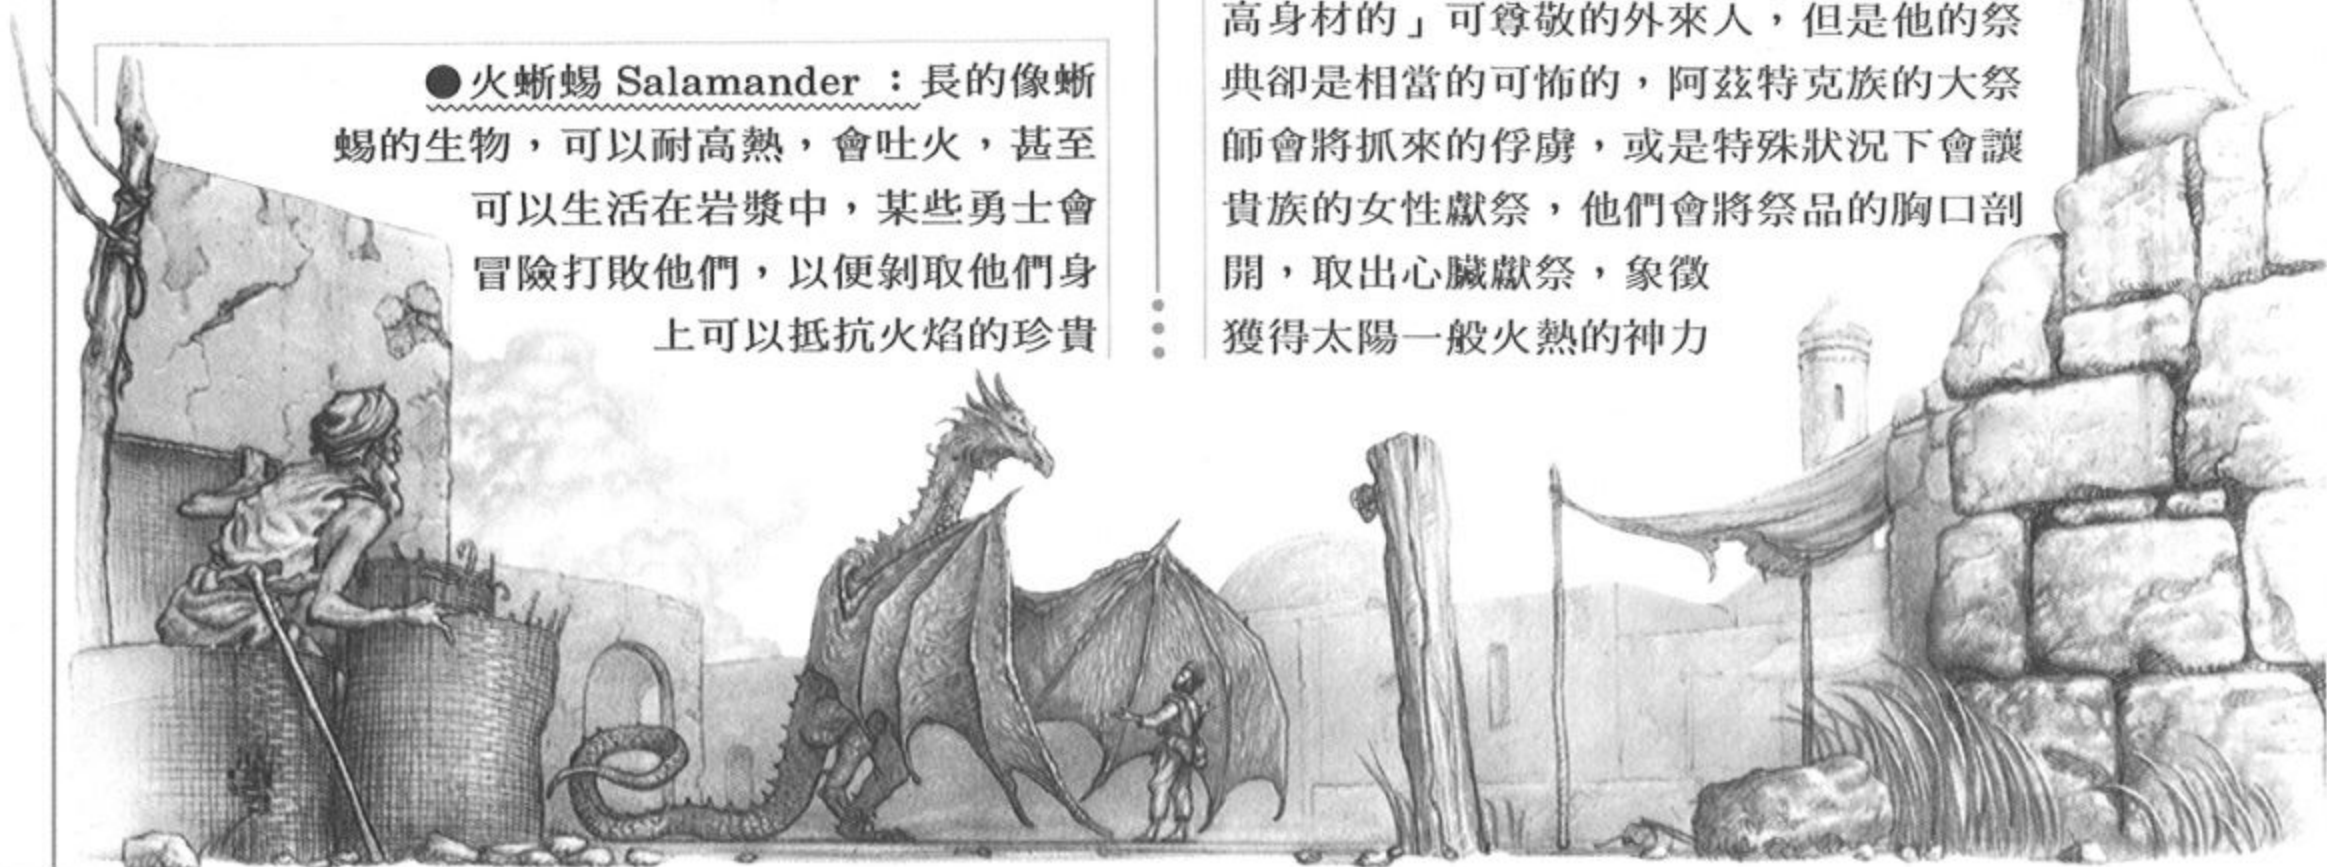 ●火蜥蜴 Salamander ：長的像蜥
蜴的生物，可以耐高熱，會吐火，甚至
可以生活在岩漿中，某些勇士會
冒險打敗他們，以便剝取他們身
上可以抵抗火焰的珍貴
高身材的」可尊敬的外來人，但是他的祭
典卻是相當的可怖的，阿茲特克族的大祭
師會將抓來的俘虜，或是特殊狀況下會讓
貴族的女性獻祭，他們會將祭品的胸口剖
開，取出心臟獻祭，象徵
獲得太陽一般火熱的神力